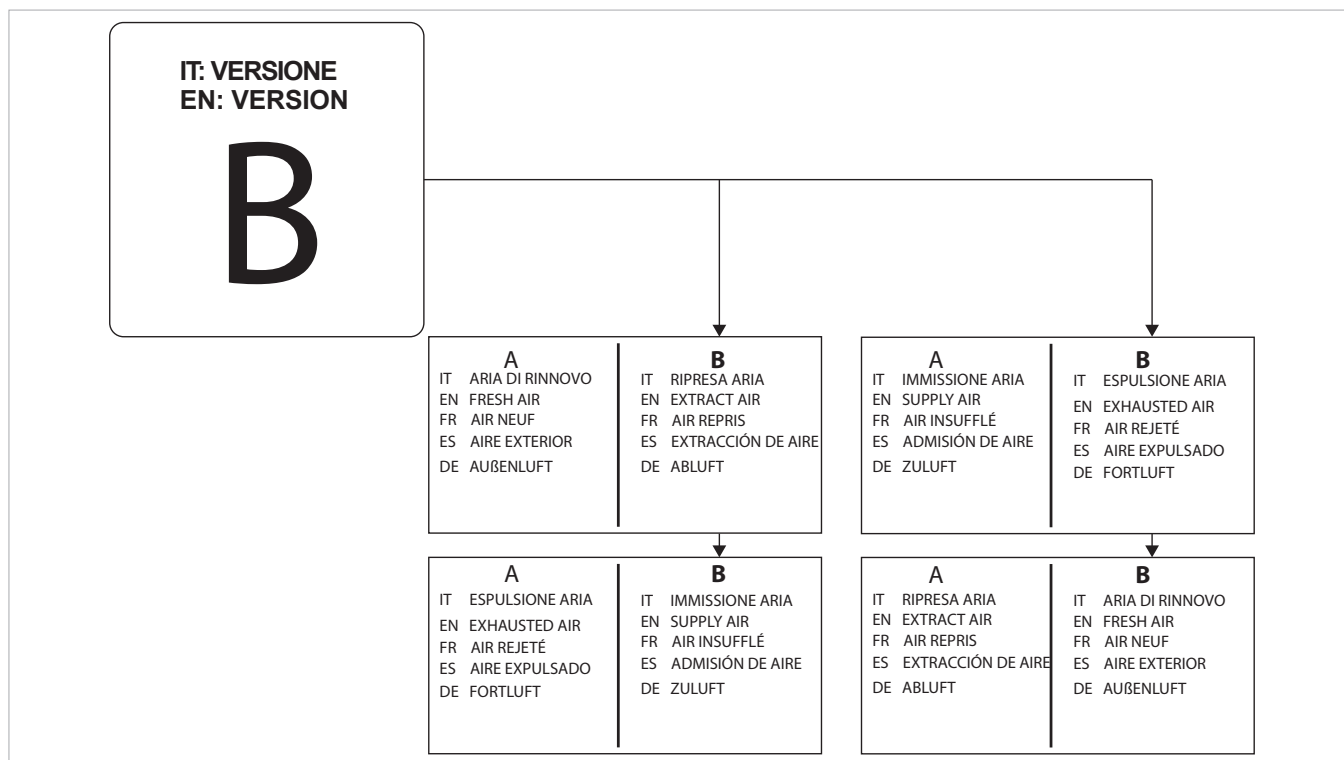 IT: VERSIONE
EN: VERSION
B
A
IT ARIA DI RINNOVO
EN FRESH AIR
FR AIR NEUF
ES AIRE EXTERIOR
DE AUßENLUFT
B
IT RIPRESA ARIA
EN EXTRACT AIR
FR AIR REPRIS
ES EXTRACCIÓN DE AIRE
DE ABLUFT
A
IT IMMISSIONE ARIA
EN SUPPLY AIR
FR AIR INSUFFLÉ
ES ADMISIÓN DE AIRE
DE ZULUFT
B
IT ESPULSIONE ARIA
EN EXHAUSTED AIR
FR AIR REJETÉ
ES AIRE EXPULSADO
DE FORTLUFT
A
IT ESPULSIONE ARIA
EN EXHAUSTED AIR
FR AIR REJETÉ
ES AIRE EXPULSADO
DE FORTLUFT
B
IT IMMISSIONE ARIA
EN SUPPLY AIR
FR AIR INSUFFLÉ
ES ADMISIÓN DE AIRE
DE ZULUFT
A
IT RIPRESA ARIA
EN EXTRACT AIR
FR AIR REPRIS
ES EXTRACCIÓN DE AIRE
DE ABLUFT
B
IT ARIA DI RINNOVO
EN FRESH AIR
FR AIR NEUF
ES AIRE EXTERIOR
DE AUßENLUFT